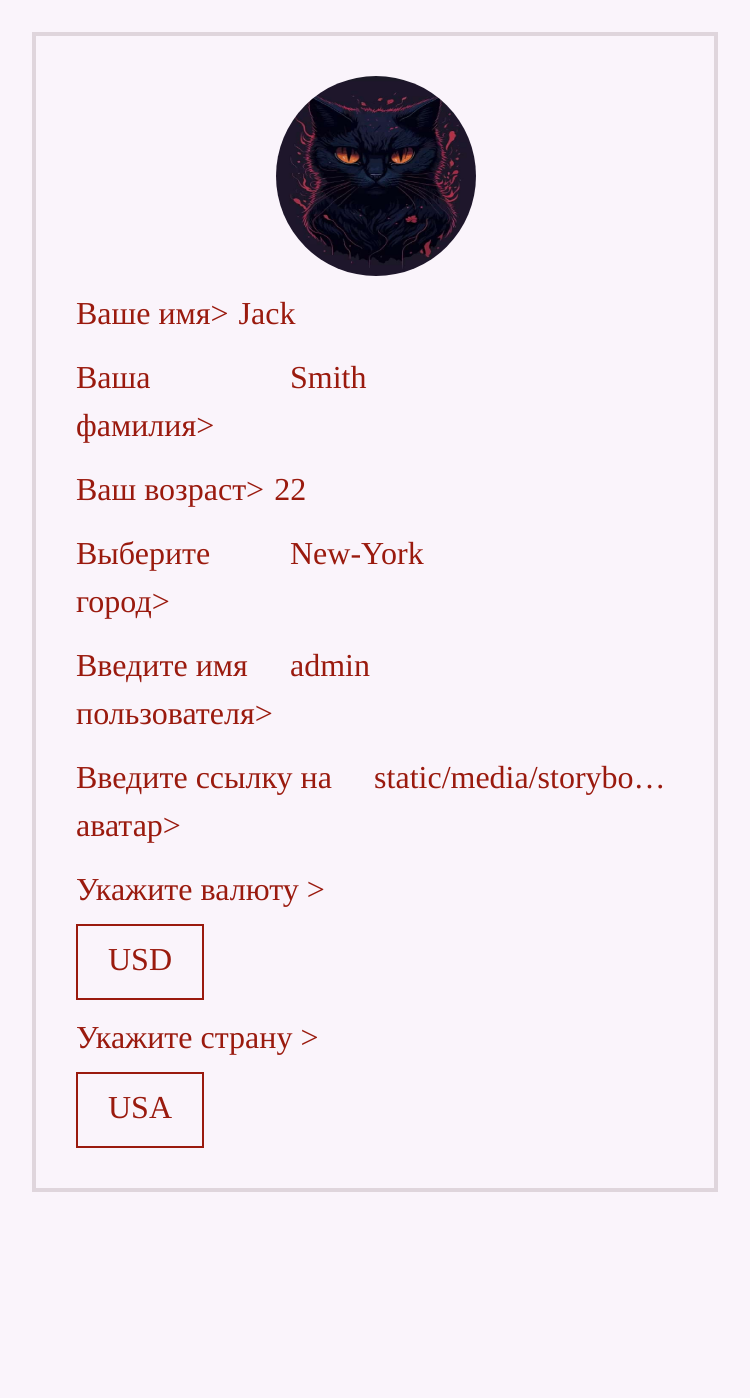 Ваше имя> Jack
Ваша Smith
фамилия>
Ваш возраст> 22
Выберите New-York
город>
Введите имя admin
пользователя>
Введите ссылку на static/media/storybo…
аватар>
Укажите валюту >
USD
Укажите страну >
USA